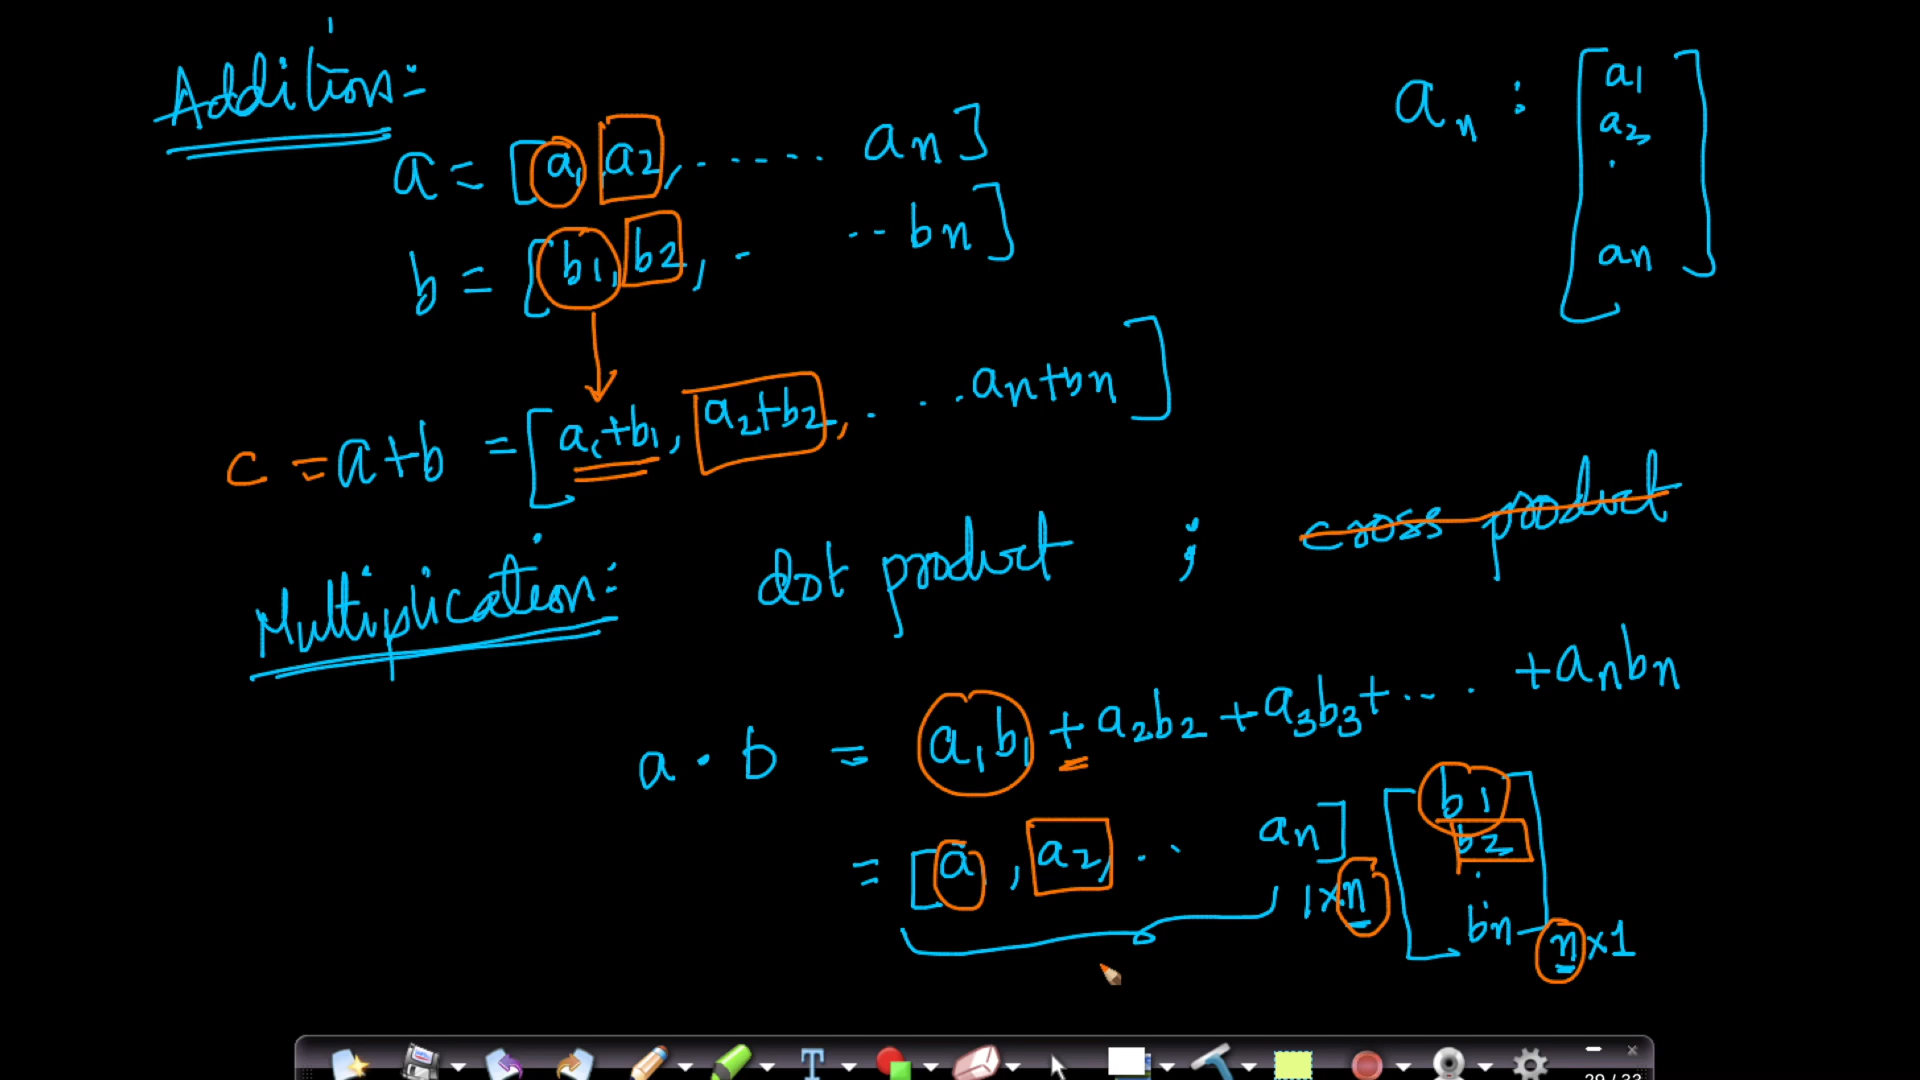 Addition:
a = [a1 a2, ...... an]
b = [b1, b2, . .. bn]
c = a+b = [a1+b1, a2+b2, . . . an+bn]
an : [a1
a2
.
an]
Multiplication: dot product ; cross product
a . b = a1b1 + a2b2 + a3b3 + ... . + anbn
= [a , a2, .. an] 1×n [b1
b2
.
bn] n×1
T